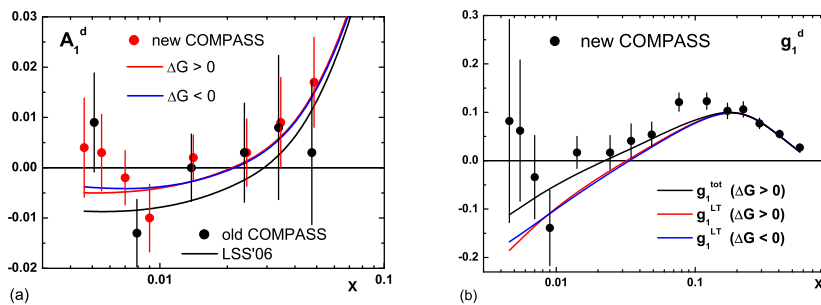 A₁ᵈ
new COMPASS
ΔG > 0
ΔG < 0
0.03
0.02
0.01
0.00
-0.01
-0.02
old COMPASS
LSS'06
0.01
0.1
X
(a)
new COMPASS
g₁ᵈ
0.3
0.2
0.1
0.0
-0.1
-0.2
g₁ᵗᵒᵗ (ΔG > 0)
g₁ᴸᵀ (ΔG > 0)
g₁ᴸᵀ (ΔG < 0)
0.01
0.1
X
(b)